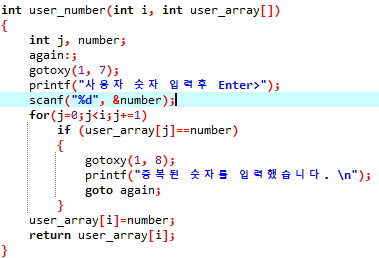 int user_number(int i, int user_array[])
{
    int j, number;
    again:;
    gotoxy(1, 7);
    printf("사용자 숫자 입력후 Enter>");
    scanf("%d", &number);
    for(j=0;j<i;j+=1)
        if (user_array[j]==number)
        {
            gotoxy(1, 8);
            printf("중복된 숫자를 입력했습니다. \n");
            goto again;
        }
    user_array[i]=number;
    return user_array[i];
}